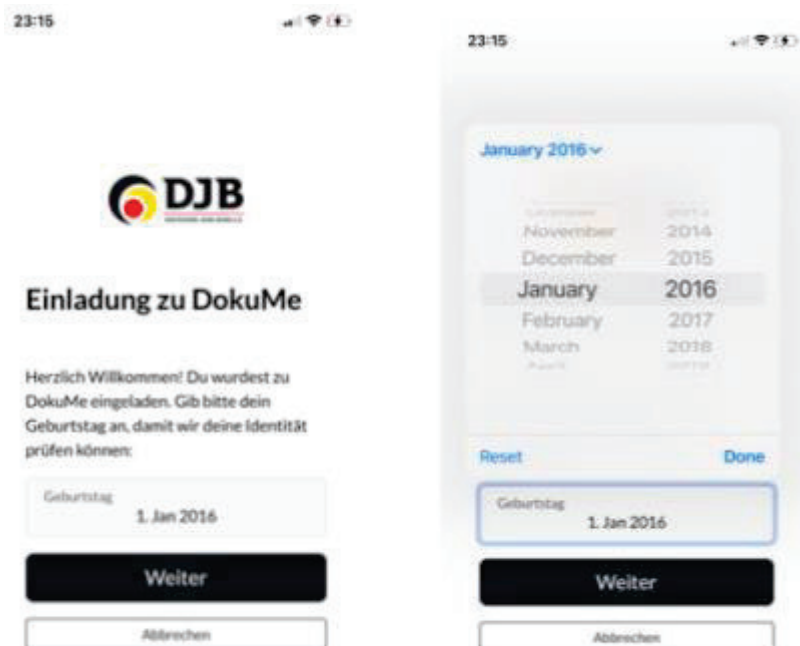 23:15
DJB
Einladung zu DokuMe
Herzlich Willkommen! Du wurdest zu
DokuMe eingeladen. Gib bitte dein
Geburtstag an, damit wir deine Identität
prüfen können:
Geburtstag
1. Jan 2016
Weiter
Abbrechen
23:15
January 2016
November 2014
December 2015
January 2016
February 2017
March 2018
Reset Done
Geburtstag
1. Jan 2016
Weiter
Abbrechen